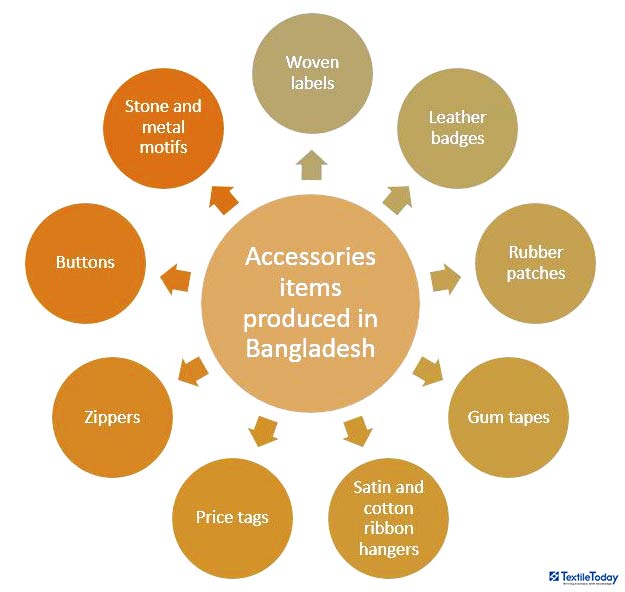 Woven
labels
Leather
badges
Rubber
patches
Gum tapes
Satin and
cotton
ribbon
hangers
Price tags
Zippers
Buttons
Stone and
metal
motifs
Accessories
items
produced in
Bangladesh
TextileToday